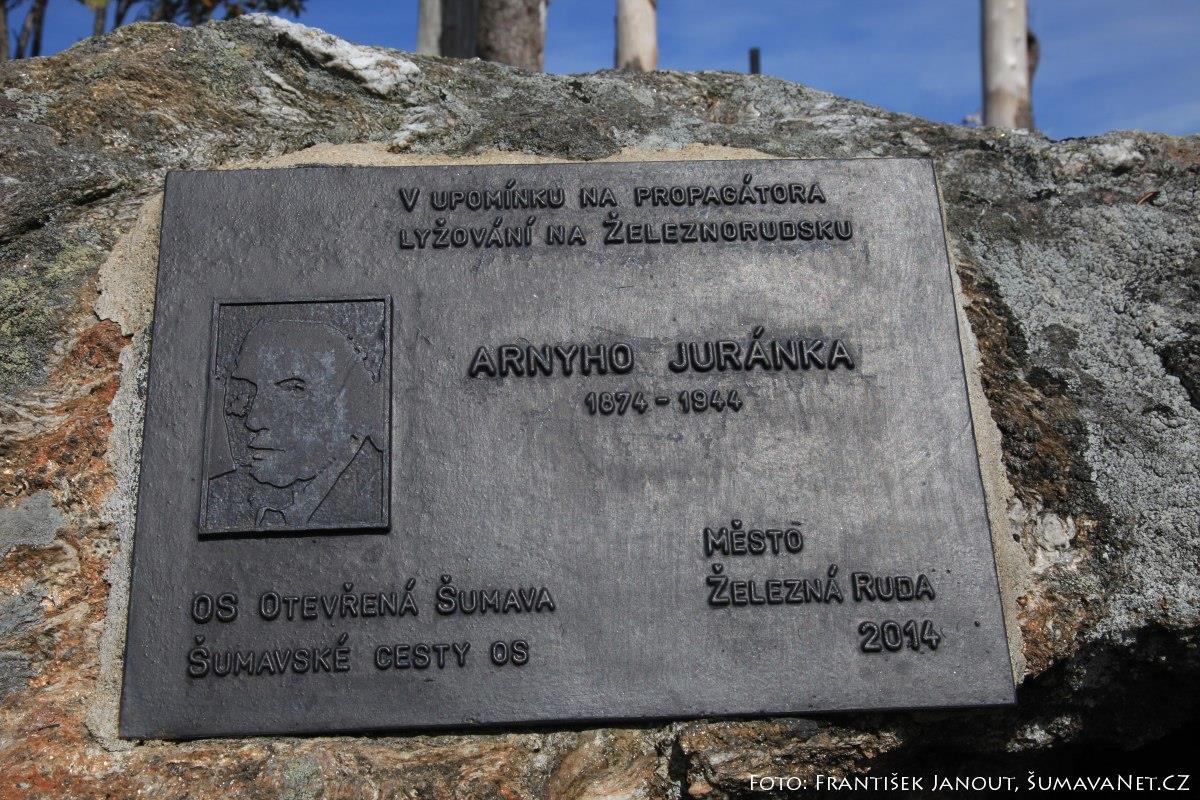 V UPOMÍNKU NA PROPAGÁTORA
LYŽOVÁNÍ NA ŽELEZNORUDSKU
ARNYHO JURÁNKA
1874 - 1944
MĚSTO
ŽELEZNÁ RUDA
2014
OS OTEVŘENÁ ŠUMAVA
ŠUMAVSKÉ CESTY OS
FOTO: FRANTIŠEK JANOUT, ŠUMAVANET.CZ